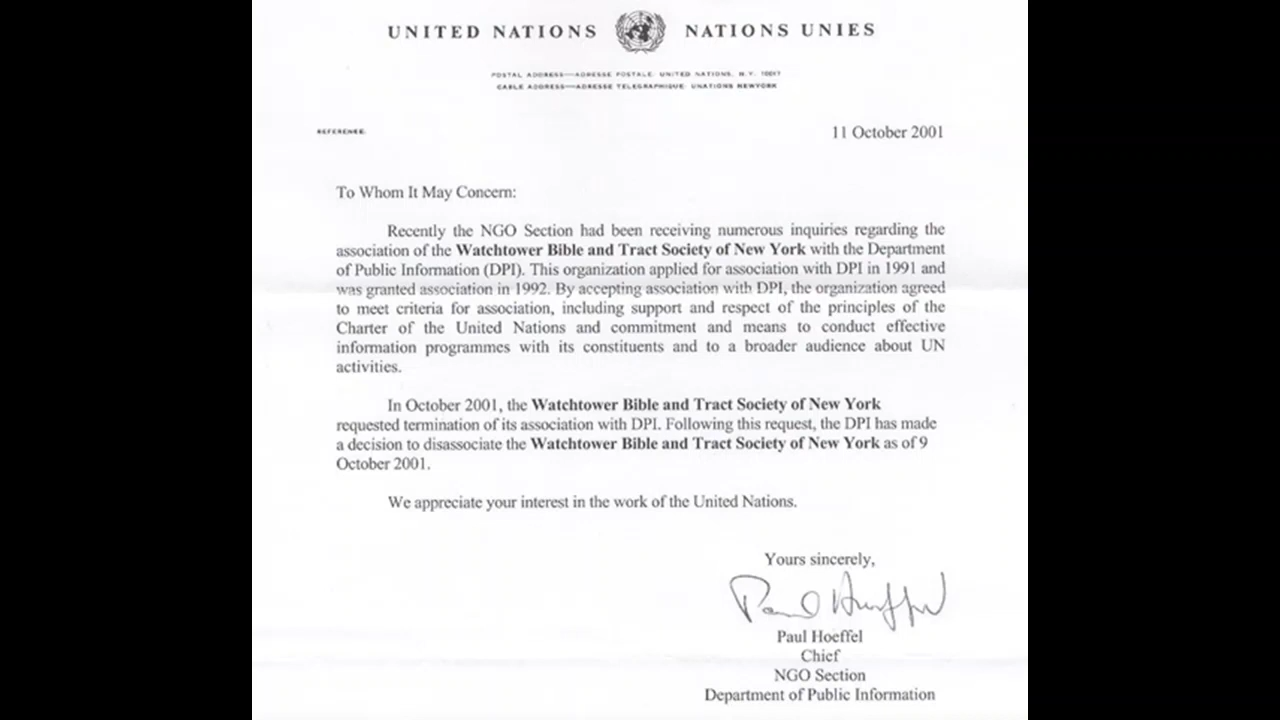 UNITED NATIONS NATIONS UNIES
POSTAL ADDRESS—ADRESSE POSTALE: UNITED NATIONS, N.Y. 10017
CABLE ADDRESS—ADRESSE TELEGRAPHIQUE: UNATIONS NEWYORK
REFERENCE: 11 October 2001
To Whom It May Concern:
Recently the NGO Section had been receiving numerous inquiries regarding the
association of the Watchtower Bible and Tract Society of New York with the Department
of Public Information (DPI). This organization applied for association with DPI in 1991 and
was granted association in 1992. By accepting association with DPI, the organization agreed
to meet criteria for association, including support and respect of the principles of the
Charter of the United Nations and commitment and means to conduct effective
information programmes with its constituents and to a broader audience about UN
activities.
In October 2001, the Watchtower Bible and Tract Society of New York
requested termination of its association with DPI. Following this request, the DPI has made
a decision to disassociate the Watchtower Bible and Tract Society of New York as of 9
October 2001.
We appreciate your interest in the work of the United Nations.
Yours sincerely,
Paul Hoeffel
Paul Hoeffel
Chief
NGO Section
Department of Public Information